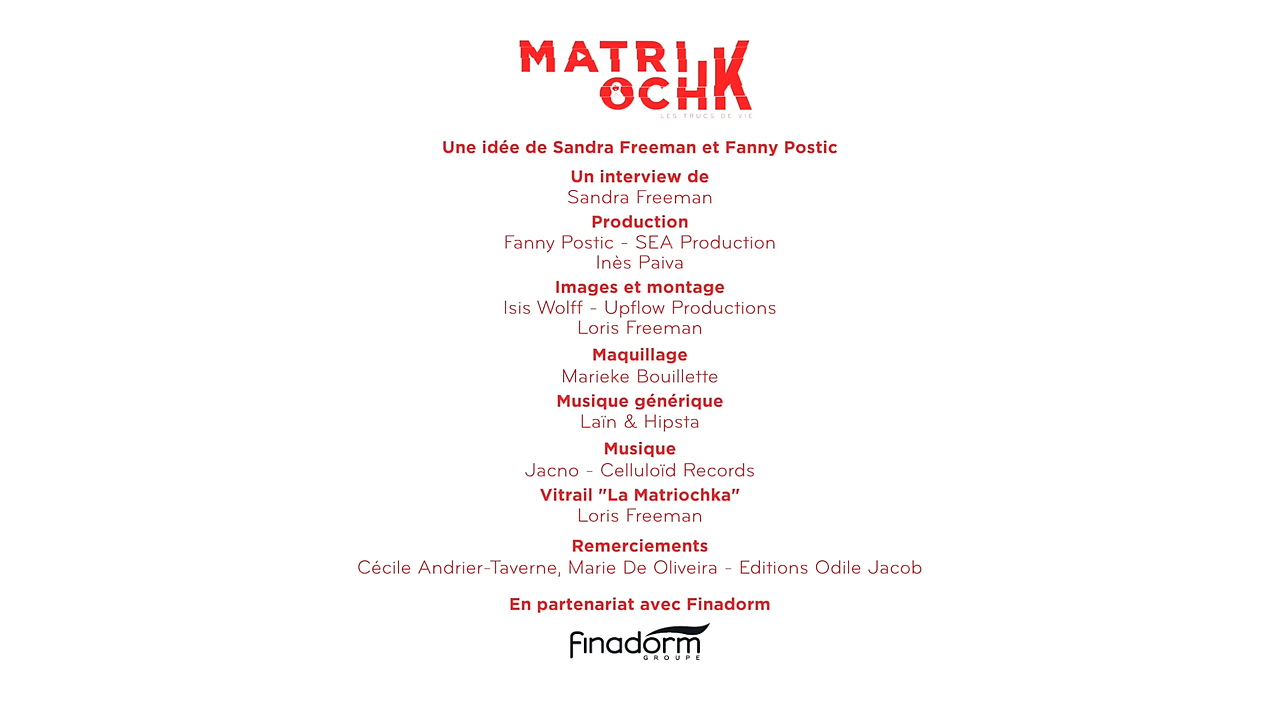 MATRIIIK
OCHK
LES TRUCS DE VIE
Une idée de Sandra Freeman et Fanny Postic
Un interview de
Sandra Freeman
Production
Fanny Postic - SEA Production
Inès Paiva
Images et montage
Isis Wolff - Upflow Productions
Loris Freeman
Maquillage
Marieke Bouillette
Musique générique
Laïn & Hipsta
Musique
Jacno - Celluloïd Records
Vitrail "La Matriochka"
Loris Freeman
Remerciements
Cécile Andrier-Taverne, Marie De Oliveira - Editions Odile Jacob
En partenariat avec Finadorm
Finadorm
GROUPE